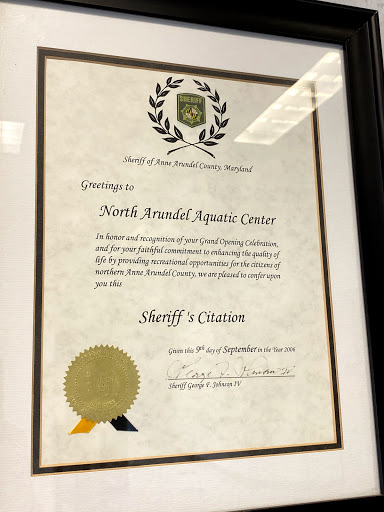 SHERIFF
Sheriff of Anne Arundel County, Maryland
Greetings to
North Arundel Aquatic Center
In honor and recognition of your Grand Opening Celebration,
and for your faithful commitment to enhancing the quality of
life by providing recreational opportunities for the citizens of
northern Anne Arundel County, we are pleased to confer upon
you this
Sheriff 's Citation
Given this 9th day of September in the Year 2006
George F. Johnson IV
Sheriff George F. Johnson IV